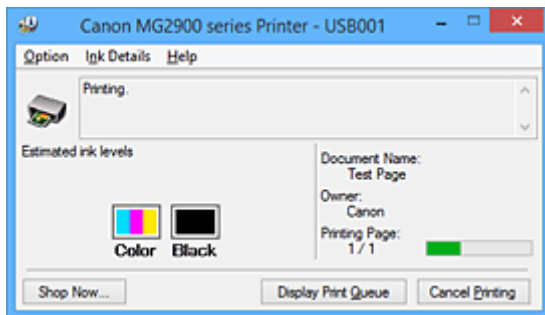 Canon MG2900 series Printer - USB001
Option Ink Details Help
Printing.
Estimated ink levels
Document Name:
Test Page
Owner:
Canon
Printing Page:
1 / 1
Color Black
Shop Now... Display Print Queue Cancel Printing